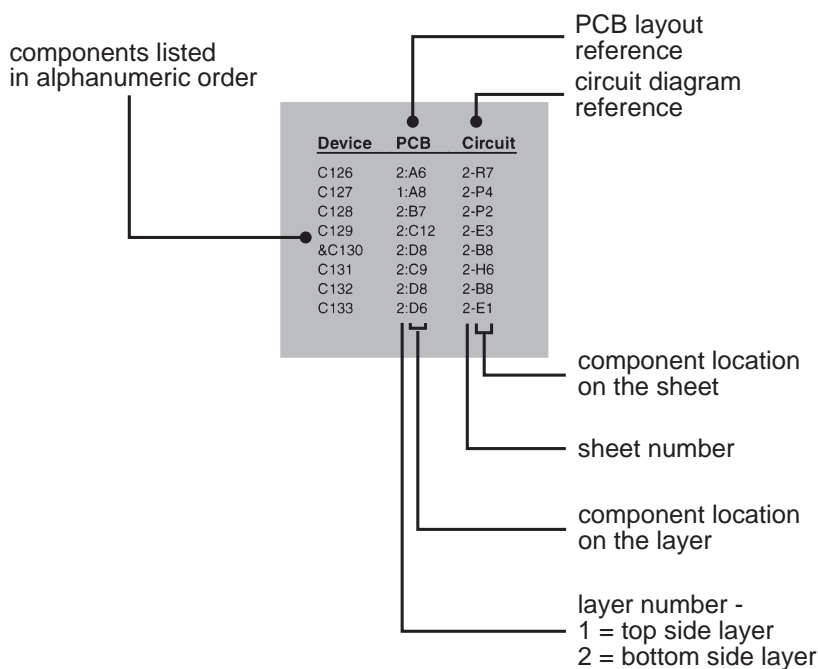 PCB layout
reference
components listed
in alphanumeric order
circuit diagram
reference
Device PCB Circuit
C126 2:A6 2-R7
C127 1:A8 2-P4
C128 2:B7 2-P2
C129 2:C12 2-E3
&C130 2:D8 2-B8
C131 2:C9 2-H6
C132 2:D8 2-B8
C133 2:D6 2-E1
component location
on the sheet
sheet number
component location
on the layer
layer number -
1 = top side layer
2 = bottom side layer